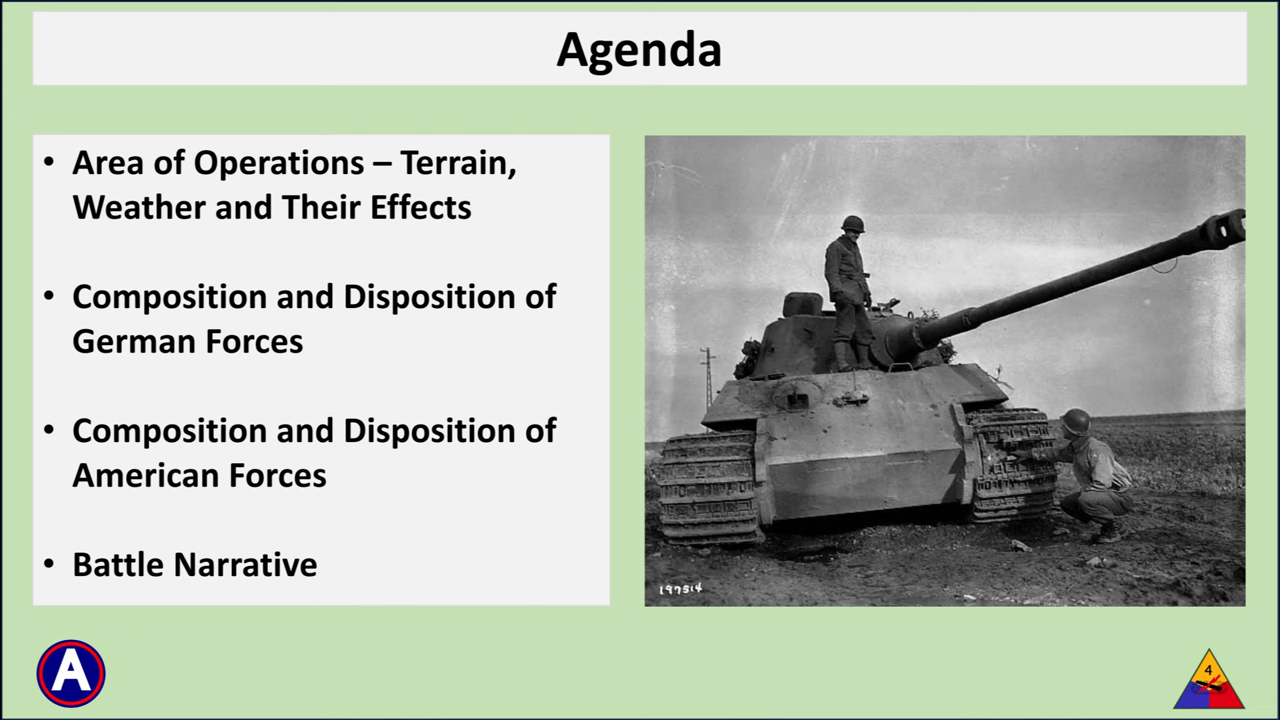 Agenda
• Area of Operations – Terrain,
Weather and Their Effects
• Composition and Disposition of
German Forces
• Composition and Disposition of
American Forces
• Battle Narrative
197514
A
4